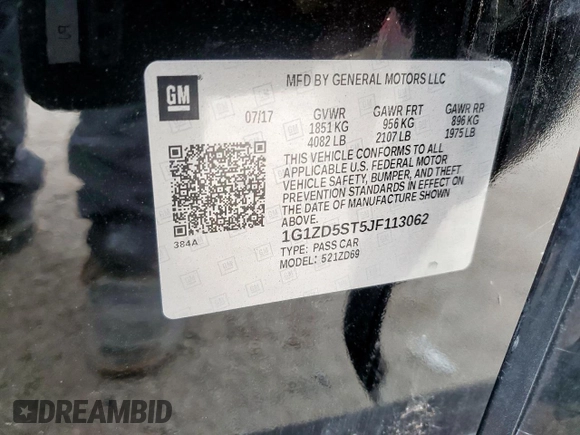 GM
MFD BY GENERAL MOTORS LLC
07/17 GVWR GAWR FRT GAWR RR
1851 KG 956 KG 896 KG
4082 LB 2107 LB 1975 LB
THIS VEHICLE CONFORMS TO ALL
APPLICABLE U.S. FEDERAL MOTOR
VEHICLE SAFETY, BUMPER, AND THEFT
PREVENTION STANDARDS IN EFFECT ON
THE DATE OF MANUFACTURE SHOWN
ABOVE.
384A
1G1ZD5ST5JF113062
TYPE: PASS CAR
MODEL: 521ZD69
DREAMBID